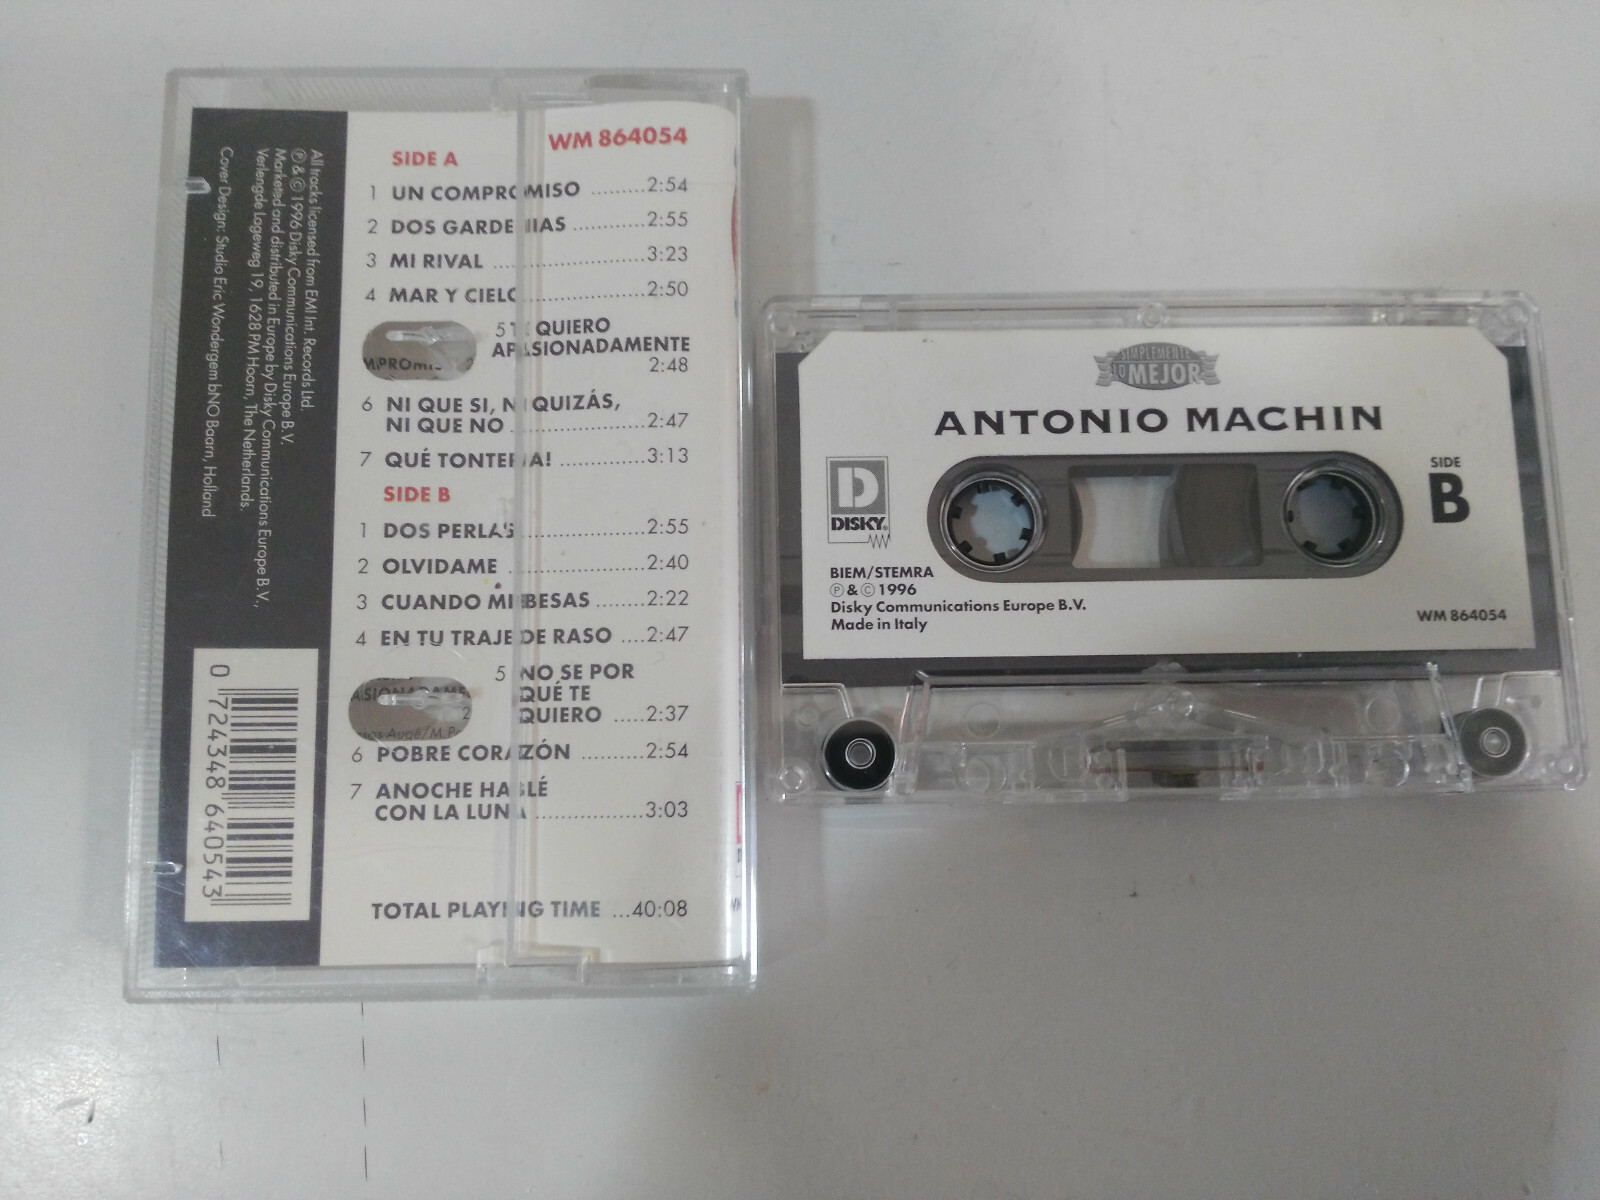 WM 864054
SIDE A
1 UN COMPROMISO .........2:54
2 DOS GARDENIAS ............2:55
3 MI RIVAL .........................3:23
4 MAR Y CIELO ....................2:50
5 TE QUIERO
APASIONADAMENTE
2:48
6 NI QUE SI, NI QUIZÁS,
NI QUE NO ......................2:47
7 QUÉ TONTERIA! ..............3:13
SIDE B
1 DOS PERLAS ....................2:55
2 OLVIDAME ......................2:40
3 CUANDO ME BESAS ........2:22
4 EN TU TRAJE DE RASO ....2:47
5 NO SE POR
QUÉ TE
QUIERO .....2:37
6 POBRE CORAZÓN ...........2:54
7 ANOCHE HABLÉ
CON LA LUNA ..................3:03
TOTAL PLAYING TIME ...40:08
All tracks licensed from EMI Int. Records Ltd.
Ⓟ & © 1996 Disky Communications Europe B.V.
Marketed and distributed in Europe by Disky Communications Europe B.V.,
Verlengde Lageweg 19, 1628 PM Hoorn, The Netherlands.
Cover Design: Studio Eric Wondergem bNO Baarn, Holland
0 724348 640543
SIMPLEMENTE
LO MEJOR
ANTONIO MACHIN
D
DISKY®
SIDE
B
BIEM/STEMRA
Ⓟ & © 1996
Disky Communications Europe B.V.
Made in Italy
WM 864054